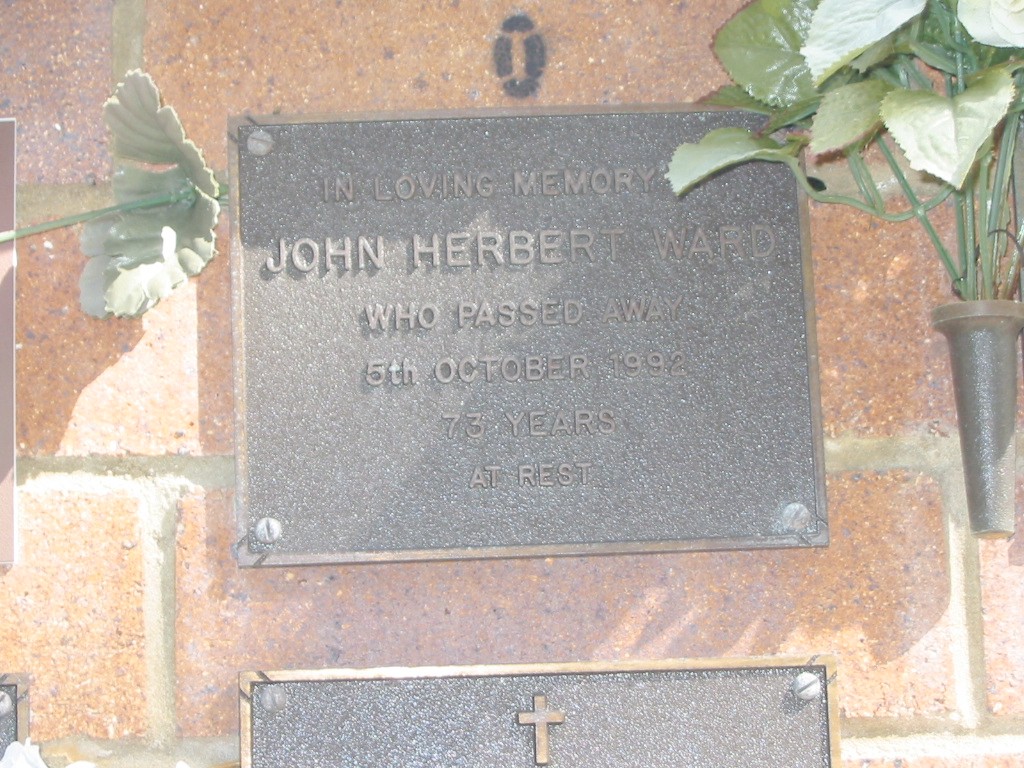 IN LOVING MEMORY
JOHN HERBERT WARD
WHO PASSED AWAY
5th OCTOBER 1992
73 YEARS
AT REST